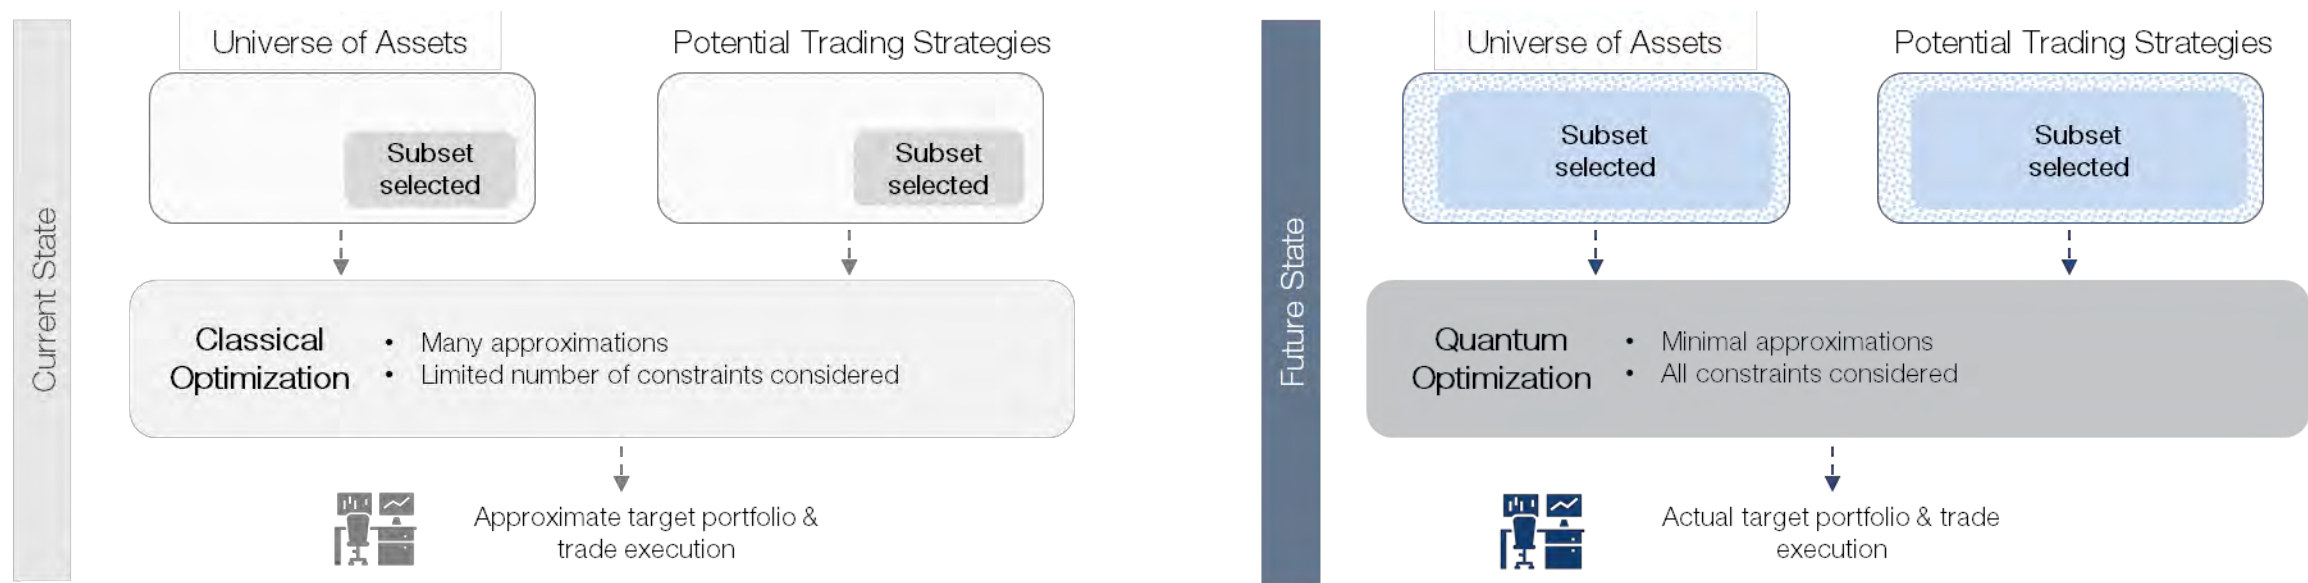 Current State
Universe of Assets
Potential Trading Strategies
Subset
selected
Subset
selected
Classical
Optimization
• Many approximations
• Limited number of constraints considered
Approximate target portfolio &
trade execution
Future State
Universe of Assets
Potential Trading Strategies
Subset
selected
Subset
selected
Quantum
Optimization
• Minimal approximations
• All constraints considered
Actual target portfolio & trade
execution